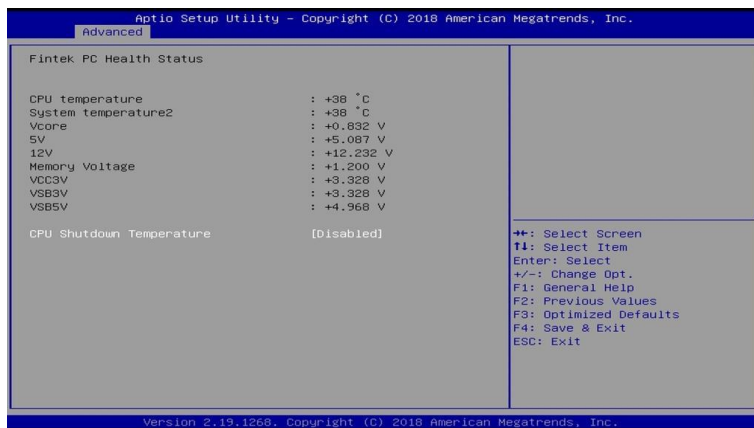 Aptio Setup Utility – Copyright (C) 2018 American Megatrends, Inc.
Advanced
Fintek PC Health Status
CPU temperature : +38 °C
System temperature2 : +38 °C
Vcore : +0.832 V
5V : +5.087 V
12V : +12.232 V
Memory Voltage : +1.200 V
VCC3V : +3.328 V
VSB3V : +3.328 V
VSB5V : +4.968 V
CPU Shutdown Temperature [Disabled]
→←: Select Screen
↑↓: Select Item
Enter: Select
+/-: Change Opt.
F1: General Help
F2: Previous Values
F3: Optimized Defaults
F4: Save & Exit
ESC: Exit
Version 2.19.1268. Copyright (C) 2018 American Megatrends, Inc.